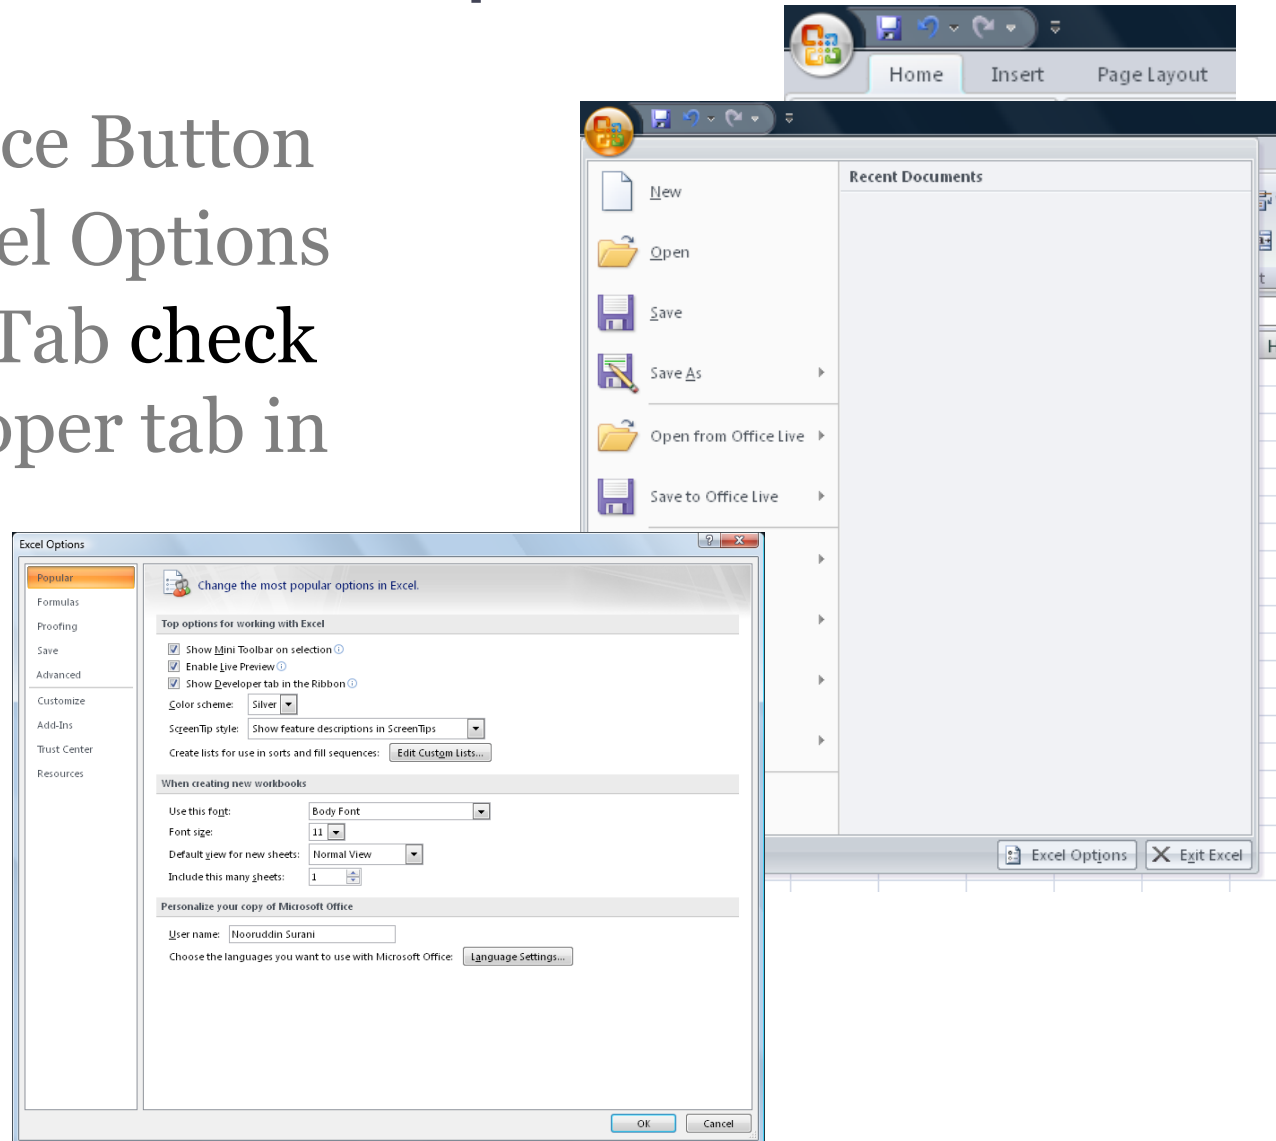 ce Button
el Options
Tab check
oper tab in
Home Insert Page Layout
Recent Documents
New
Open
Save
Save As
Open from Office Live
Save to Office Live
t
H
Excel Options Exit Excel
Excel Options
Popular
Formulas
Proofing
Save
Advanced
Customize
Add-Ins
Trust Center
Resources
Change the most popular options in Excel.
Top options for working with Excel
Show Mini Toolbar on selection
Enable Live Preview
Show Developer tab in the Ribbon
Color scheme: Silver
ScreenTip style: Show feature descriptions in ScreenTips
Create lists for use in sorts and fill sequences: Edit Custom Lists...
When creating new workbooks
Use this font: Body Font
Font size: 11
Default view for new sheets: Normal View
Include this many sheets: 1
Personalize your copy of Microsoft Office
User name: Nooruddin Surani
Choose the languages you want to use with Microsoft Office: Language Settings...
OK Cancel